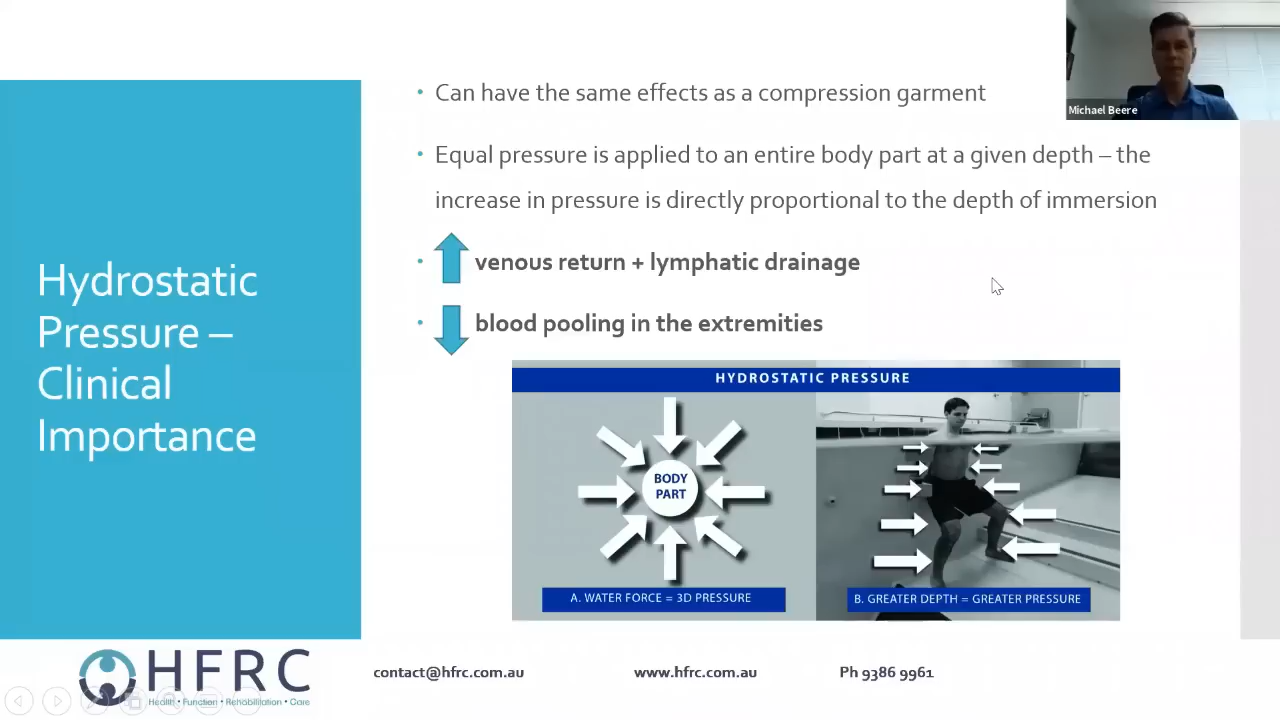 Michael Beere
Hydrostatic
Pressure –
Clinical
Importance
• Can have the same effects as a compression garment
• Equal pressure is applied to an entire body part at a given depth – the
increase in pressure is directly proportional to the depth of immersion
• venous return + lymphatic drainage
• blood pooling in the extremities
HYDROSTATIC PRESSURE
BODY
PART
A. WATER FORCE = 3D PRESSURE
B. GREATER DEPTH = GREATER PRESSURE
HFRC
Health • Function • Rehabilitation • Care
contact@hfrc.com.au
www.hfrc.com.au
Ph 9386 9961